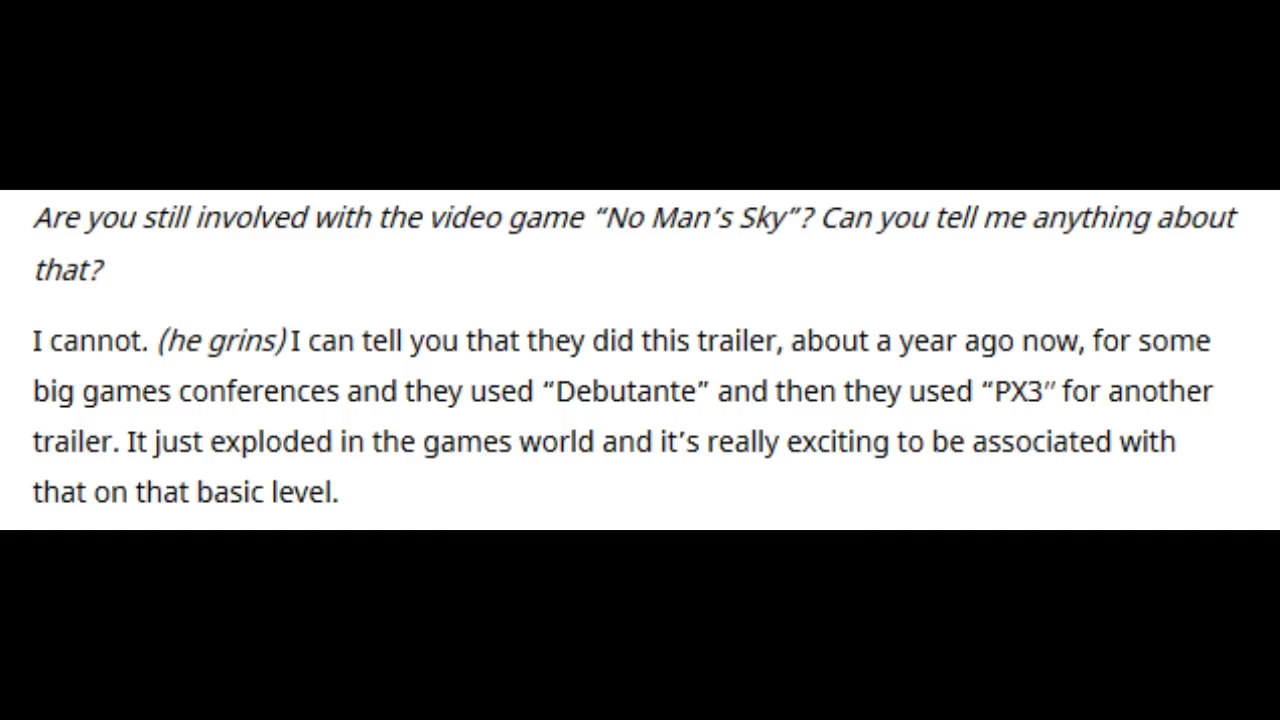 Are you still involved with the video game “No Man’s Sky”? Can you tell me anything about
that?
I cannot. (he grins) I can tell you that they did this trailer, about a year ago now, for some
big games conferences and they used “Debutante” and then they used “PX3″ for another
trailer. It just exploded in the games world and it’s really exciting to be associated with
that on that basic level.